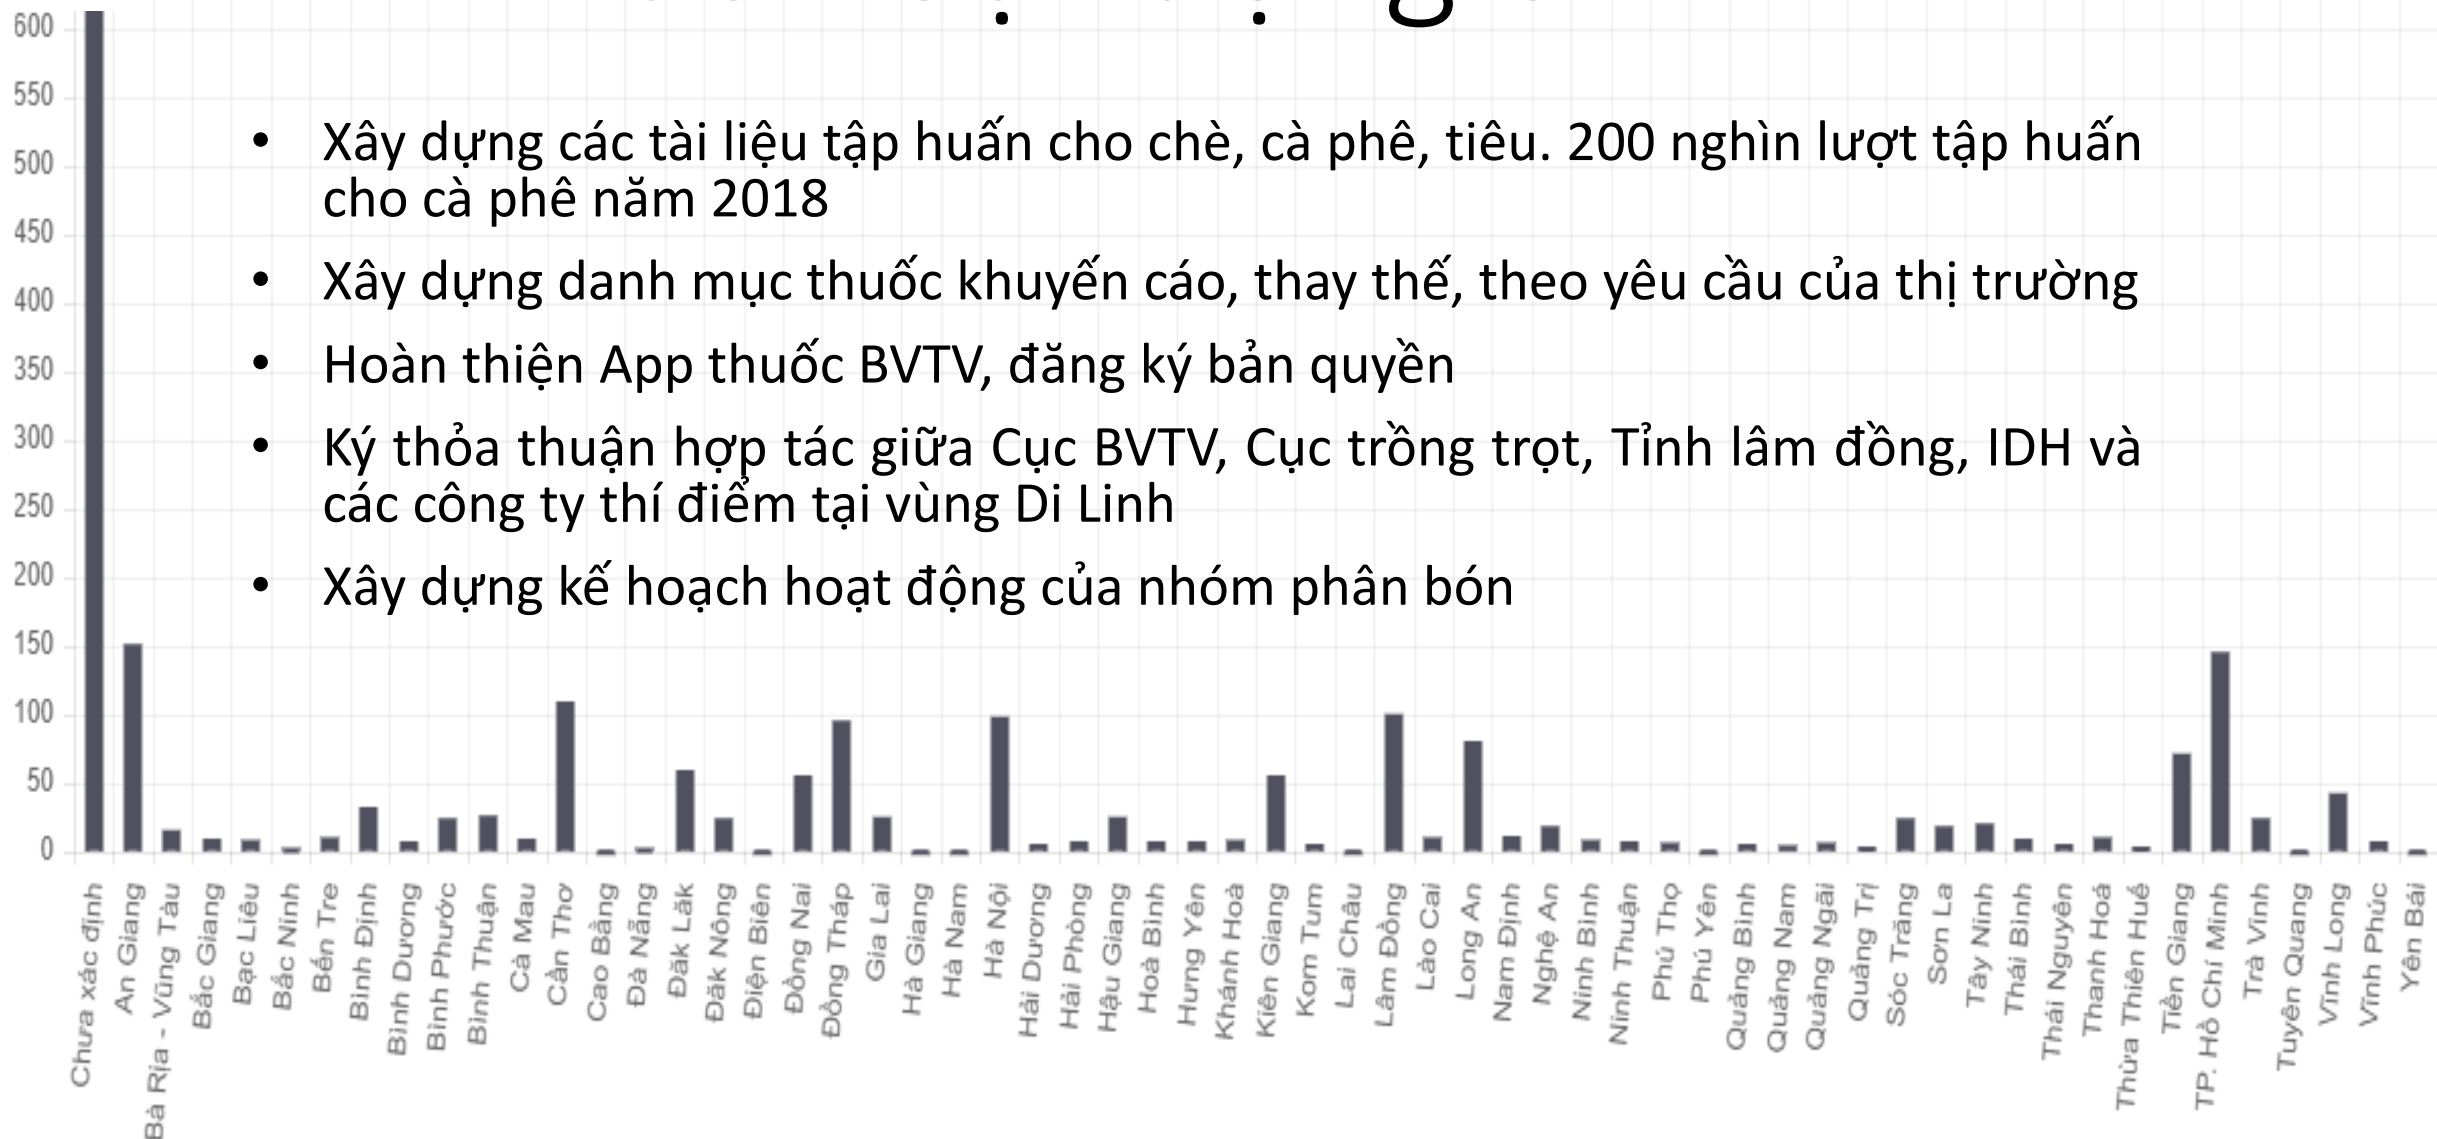 600
550
500
450
400
350
300
250
200
150
100
50
0
• Xây dựng các tài liệu tập huấn cho chè, cà phê, tiêu. 200 nghìn lượt tập huấn
cho cà phê năm 2018
• Xây dựng danh mục thuốc khuyến cáo, thay thế, theo yêu cầu của thị trường
• Hoàn thiện App thuốc BVTV, đăng ký bản quyền
• Ký thỏa thuận hợp tác giữa Cục BVTV, Cục trồng trọt, Tỉnh lâm đồng, IDH và
các công ty thí điểm tại vùng Di Linh
• Xây dựng kế hoạch hoạt động của nhóm phân bón
Chưa xác định
An Giang
Bà Rịa - Vũng Tàu
Bắc Giang
Bạc Liêu
Bắc Ninh
Bến Tre
Bình Định
Bình Dương
Bình Phước
Bình Thuận
Cà Mau
Cần Thơ
Cao Bằng
Đà Nẵng
Đăk Lăk
Đăk Nông
Điện Biên
Đồng Nai
Đồng Tháp
Gia Lai
Hà Giang
Hà Nam
Hà Nội
Hải Dương
Hải Phòng
Hậu Giang
Hoà Bình
Hưng Yên
Khánh Hoà
Kiên Giang
Kom Tum
Lai Châu
Lâm Đồng
Lào Cai
Long An
Nam Định
Nghệ An
Ninh Bình
Ninh Thuận
Phú Thọ
Phú Yên
Quảng Bình
Quảng Nam
Quảng Ngãi
Quảng Trị
Sóc Trăng
Sơn La
Tây Ninh
Thái Bình
Thái Nguyên
Thanh Hoá
Thừa Thiên Huế
Tiền Giang
TP. Hồ Chí Minh
Trà Vinh
Tuyên Quang
Vĩnh Long
Vĩnh Phúc
Yên Bái